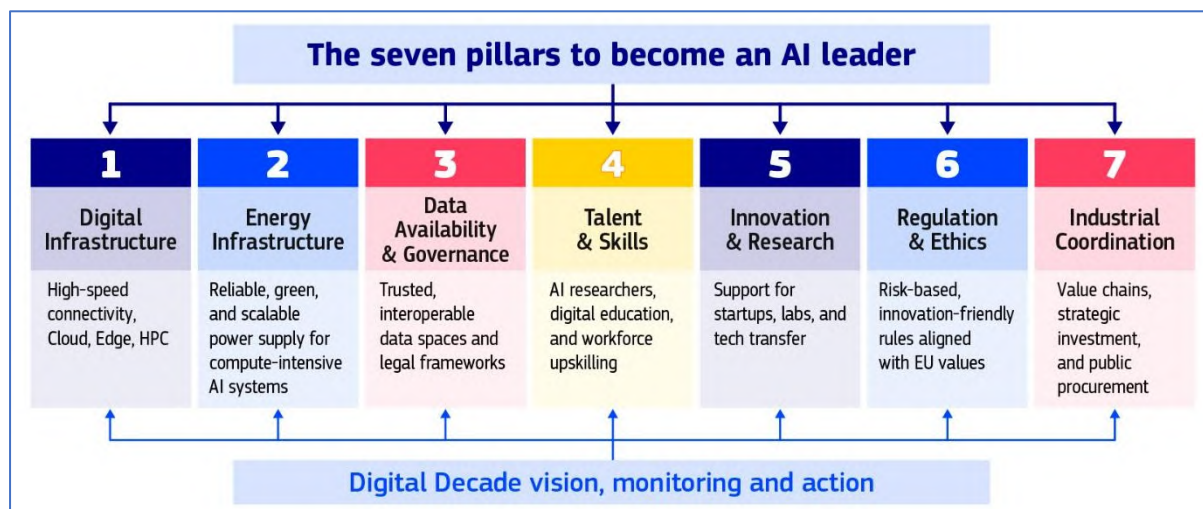 The seven pillars to become an AI leader
1
Digital
Infrastructure
High-speed
connectivity,
Cloud, Edge, HPC
2
Energy
Infrastructure
Reliable, green,
and scalable
power supply for
compute-intensive
AI systems
3
Data
Availability
& Governance
Trusted,
interoperable
data spaces and
legal frameworks
4
Talent
& Skills
AI researchers,
digital education,
and workforce
upskilling
5
Innovation
& Research
Support for
startups, labs, and
tech transfer
6
Regulation
& Ethics
Risk-based,
innovation-friendly
rules aligned
with EU values
7
Industrial
Coordination
Value chains,
strategic
investment,
and public
procurement
Digital Decade vision, monitoring and action